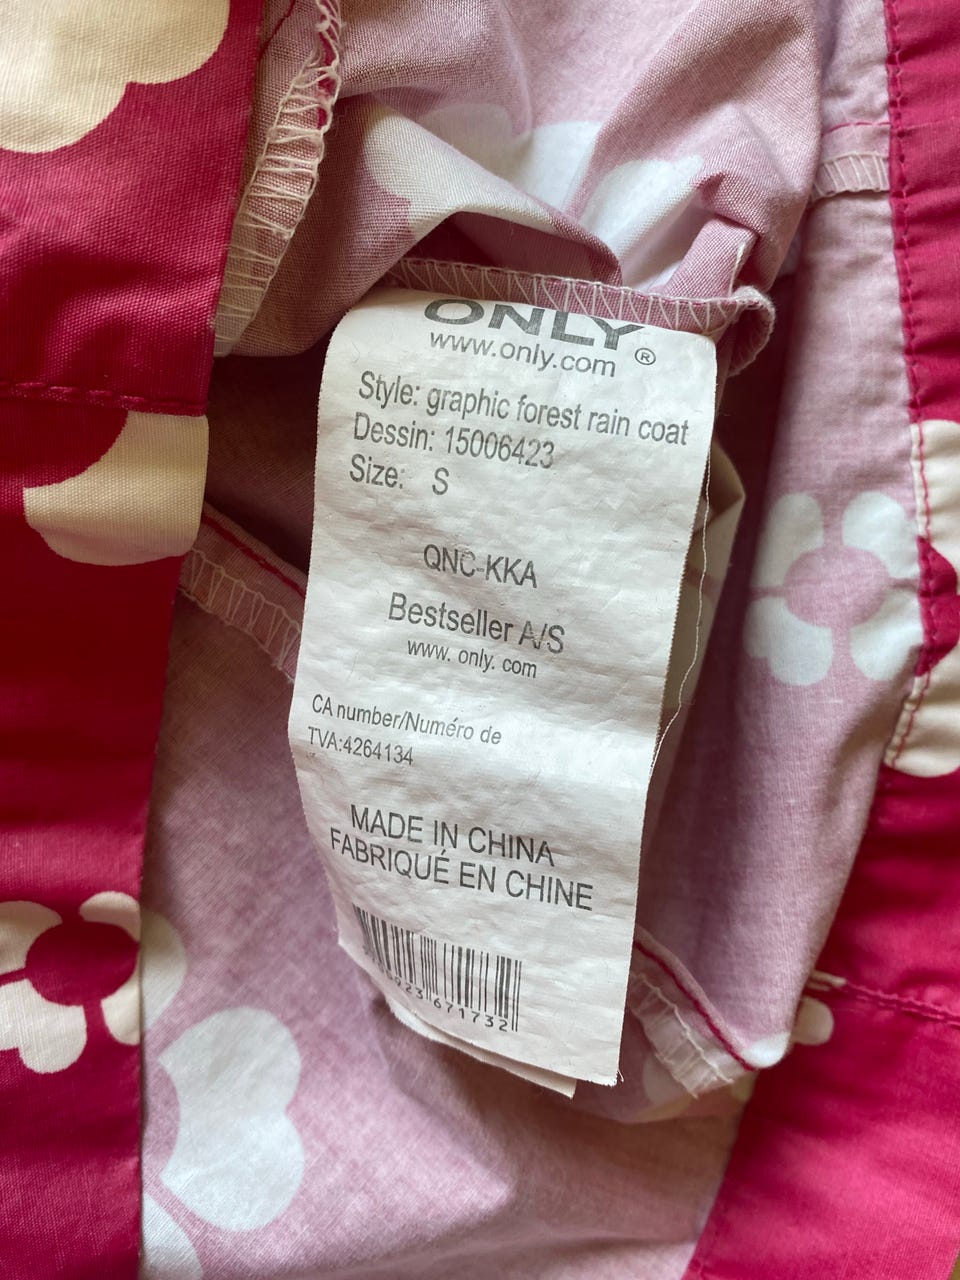 ONLY®
www.only.com
Style: graphic forest rain coat
Dessin: 15006423
Size: S
QNC-KKA
Bestseller A/S
www. only. com
CA number/Numéro de
TVA:4264134
MADE IN CHINA
FABRIQUÉ EN CHINE
671732